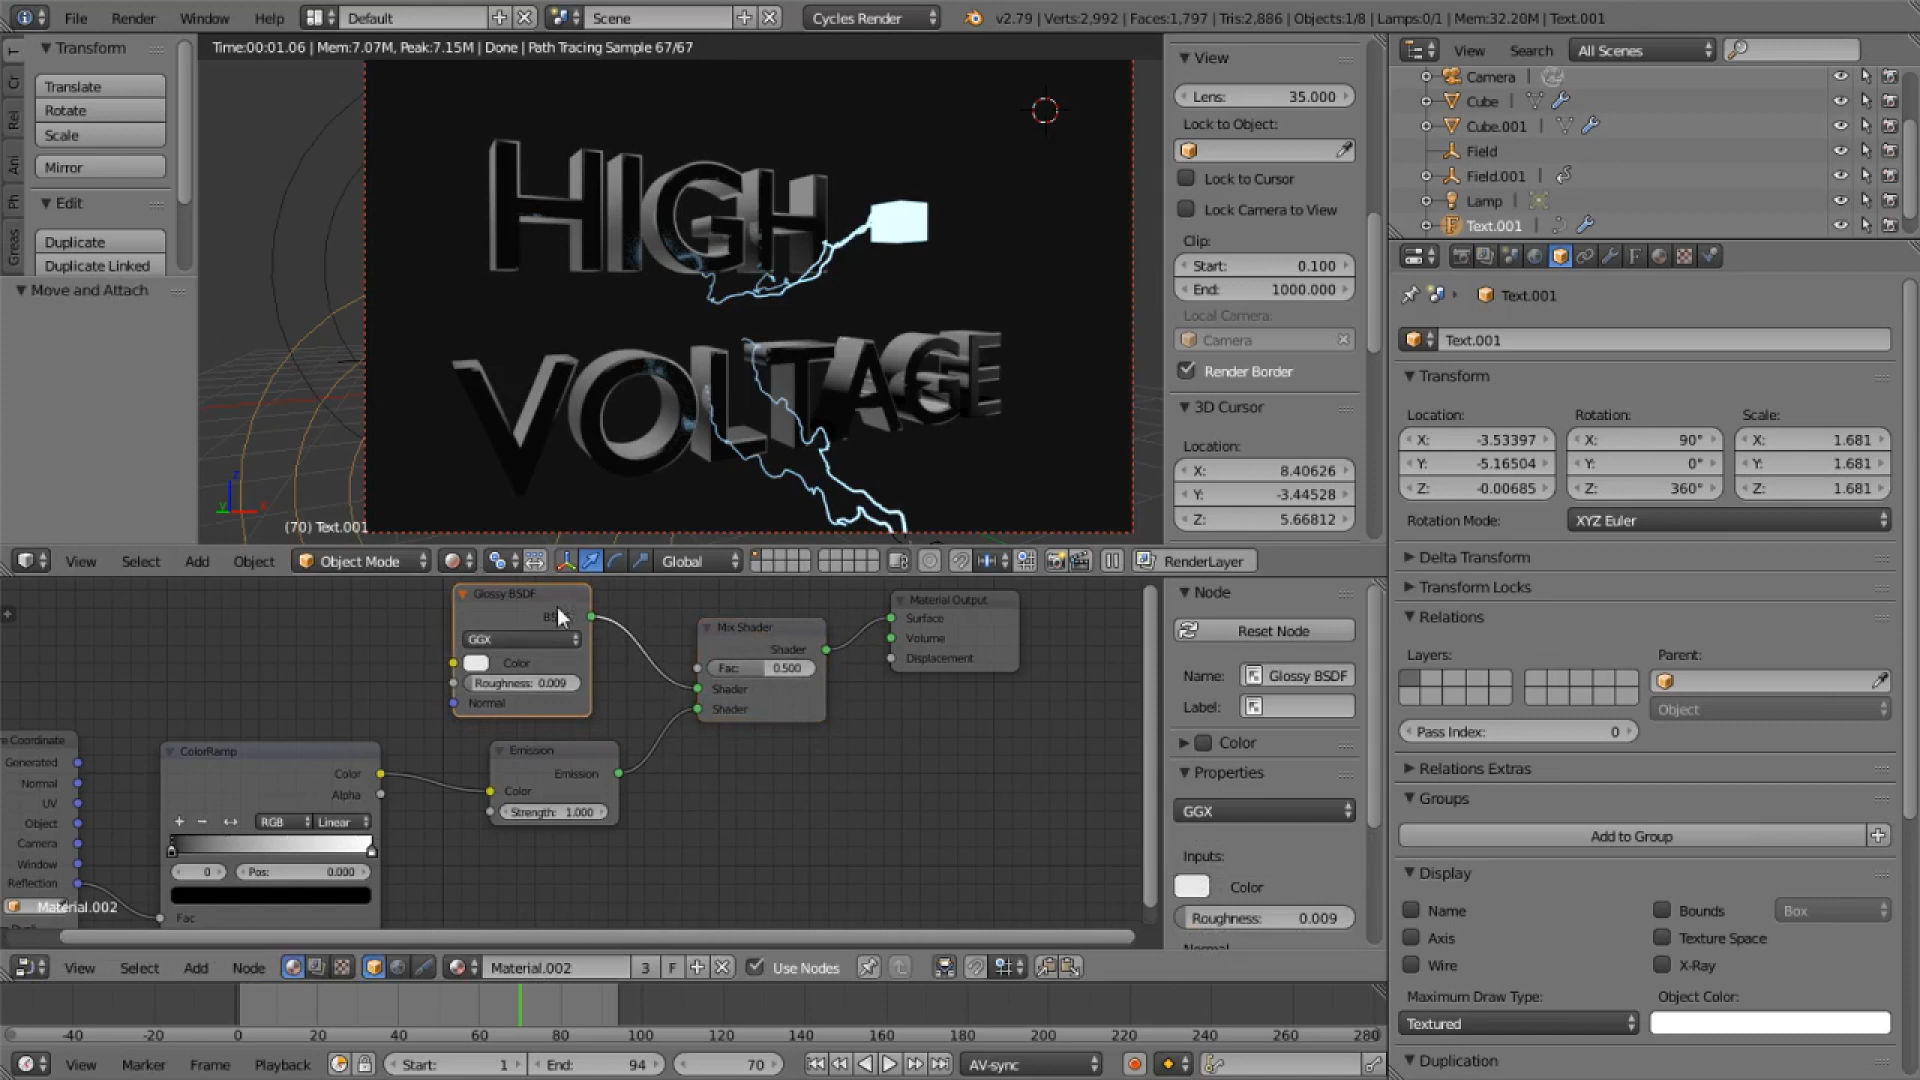 File Render Window Help Default Scene Cycles Render v2.79 | Verts:2,992 | Faces:1,797 | Tris:2,886 | Objects:1/8 | Lamps:0/1 | Mem:32.20M | Text.001
Time:00:01.06 | Mem:7.07M, Peak:7.15M | Done | Path Tracing Sample 67/67
Transform
Translate
Rotate
Scale
Mirror
Edit
Duplicate
Duplicate Linked
Move and Attach
T
Cr
Rel
Ani
Ph
Greas
HIGH
VOLTAGE
(70) Text.001
View
Lens: 35.000
Lock to Object:
Lock to Cursor
Lock Camera to View
Clip:
Start: 0.100
End: 1000.000
Local Camera:
Camera
Render Border
3D Cursor
Location:
X: 8.40626
Y: -3.44528
Z: 5.66812
View Search All Scenes
Camera
Cube
Cube.001
Field
Field.001
Lamp
Text.001
Text.001
Text.001
Transform
Location: Rotation: Scale:
X: -3.53397 X: 90° X: 1.681
Y: -5.16504 Y: 0° Y: 1.681
Z: -0.00685 Z: 360° Z: 1.681
Rotation Mode: XYZ Euler
Delta Transform
Transform Locks
Relations
Layers: Parent:
Object
Pass Index: 0
Relations Extras
Groups
Add to Group
Display
Name Bounds Box
Axis Texture Space
Wire X-Ray
Maximum Draw Type: Object Color:
Textured
Duplication
View Select Add Object Object Mode Global RenderLayer
Glossy BSDF
GGX
Color
Roughness: 0.009
Normal
Mix Shader
Shader
Fac: 0.500
Shader
Shader
Material Output
Surface
Volume
Displacement
Emission
Emission
Color
Strength: 1.000
ColorRamp
Color
Alpha
RGB Linear
0 Pos: 0.000
Fac
e Coordinate
Generated
Normal
UV
Object
Camera
Window
Reflection
Material.002
Node
Reset Node
Name: Glossy BSDF
Label:
Color
Properties
GGX
Inputs:
Color
Roughness: 0.009
View Select Add Node Material.002 3 F Use Nodes
-40 -20 0 20 40 60 80 100 120 140 160 180 200 220 240 260 280
View Marker Frame Playback Start: 1 End: 94 70 AV-sync